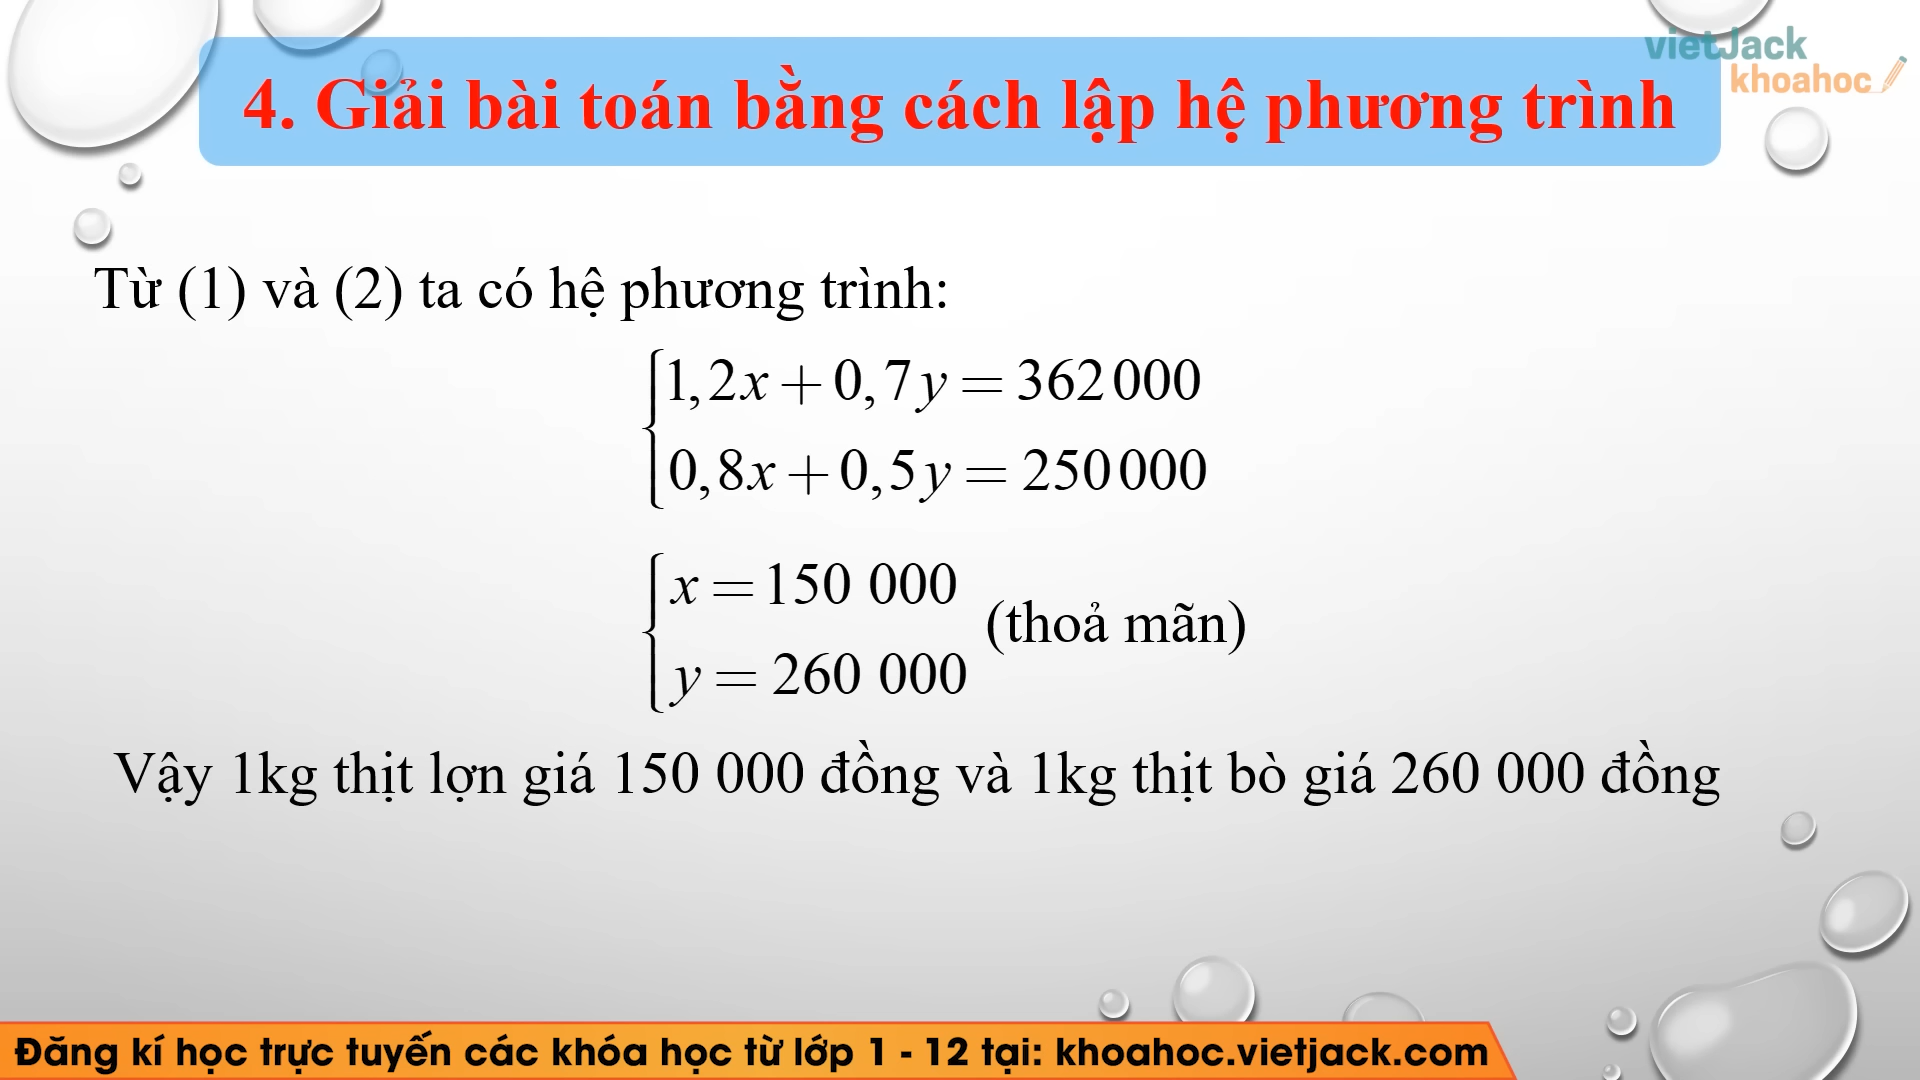 vietJack
khoahoc
4. Giải bài toán bằng cách lập hệ phương trình
Từ (1) và (2) ta có hệ phương trình:
1,2x + 0,7y = 362000
0,8x + 0,5y = 250000
x = 150 000
y = 260 000
(thoả mãn)
Vậy 1kg thịt lợn giá 150 000 đồng và 1kg thịt bò giá 260 000 đồng
Đăng kí học trực tuyến các khóa học từ lớp 1 - 12 tại: khoahoc.vietjack.com